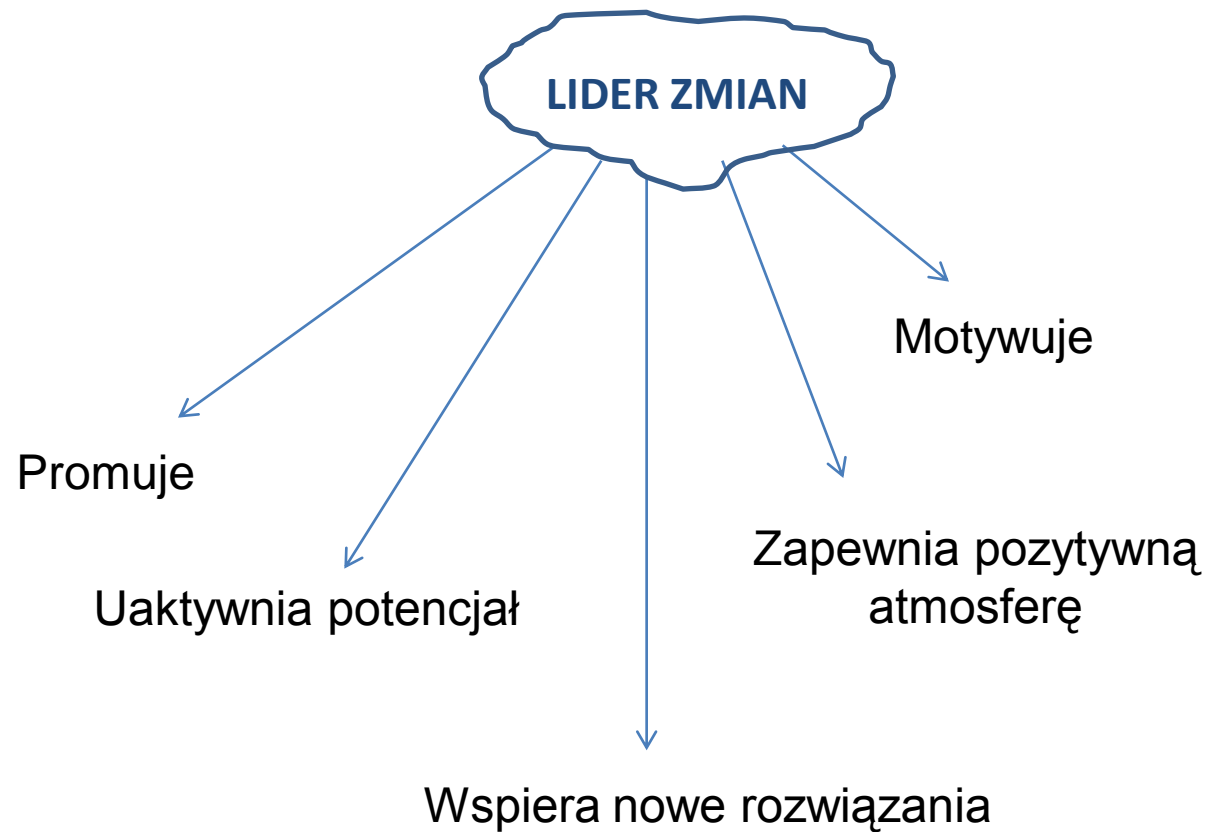 LIDER ZMIAN
Motywuje
Promuje
Zapewnia pozytywną
atmosferę
Uaktywnia potencjał
Wspiera nowe rozwiązania